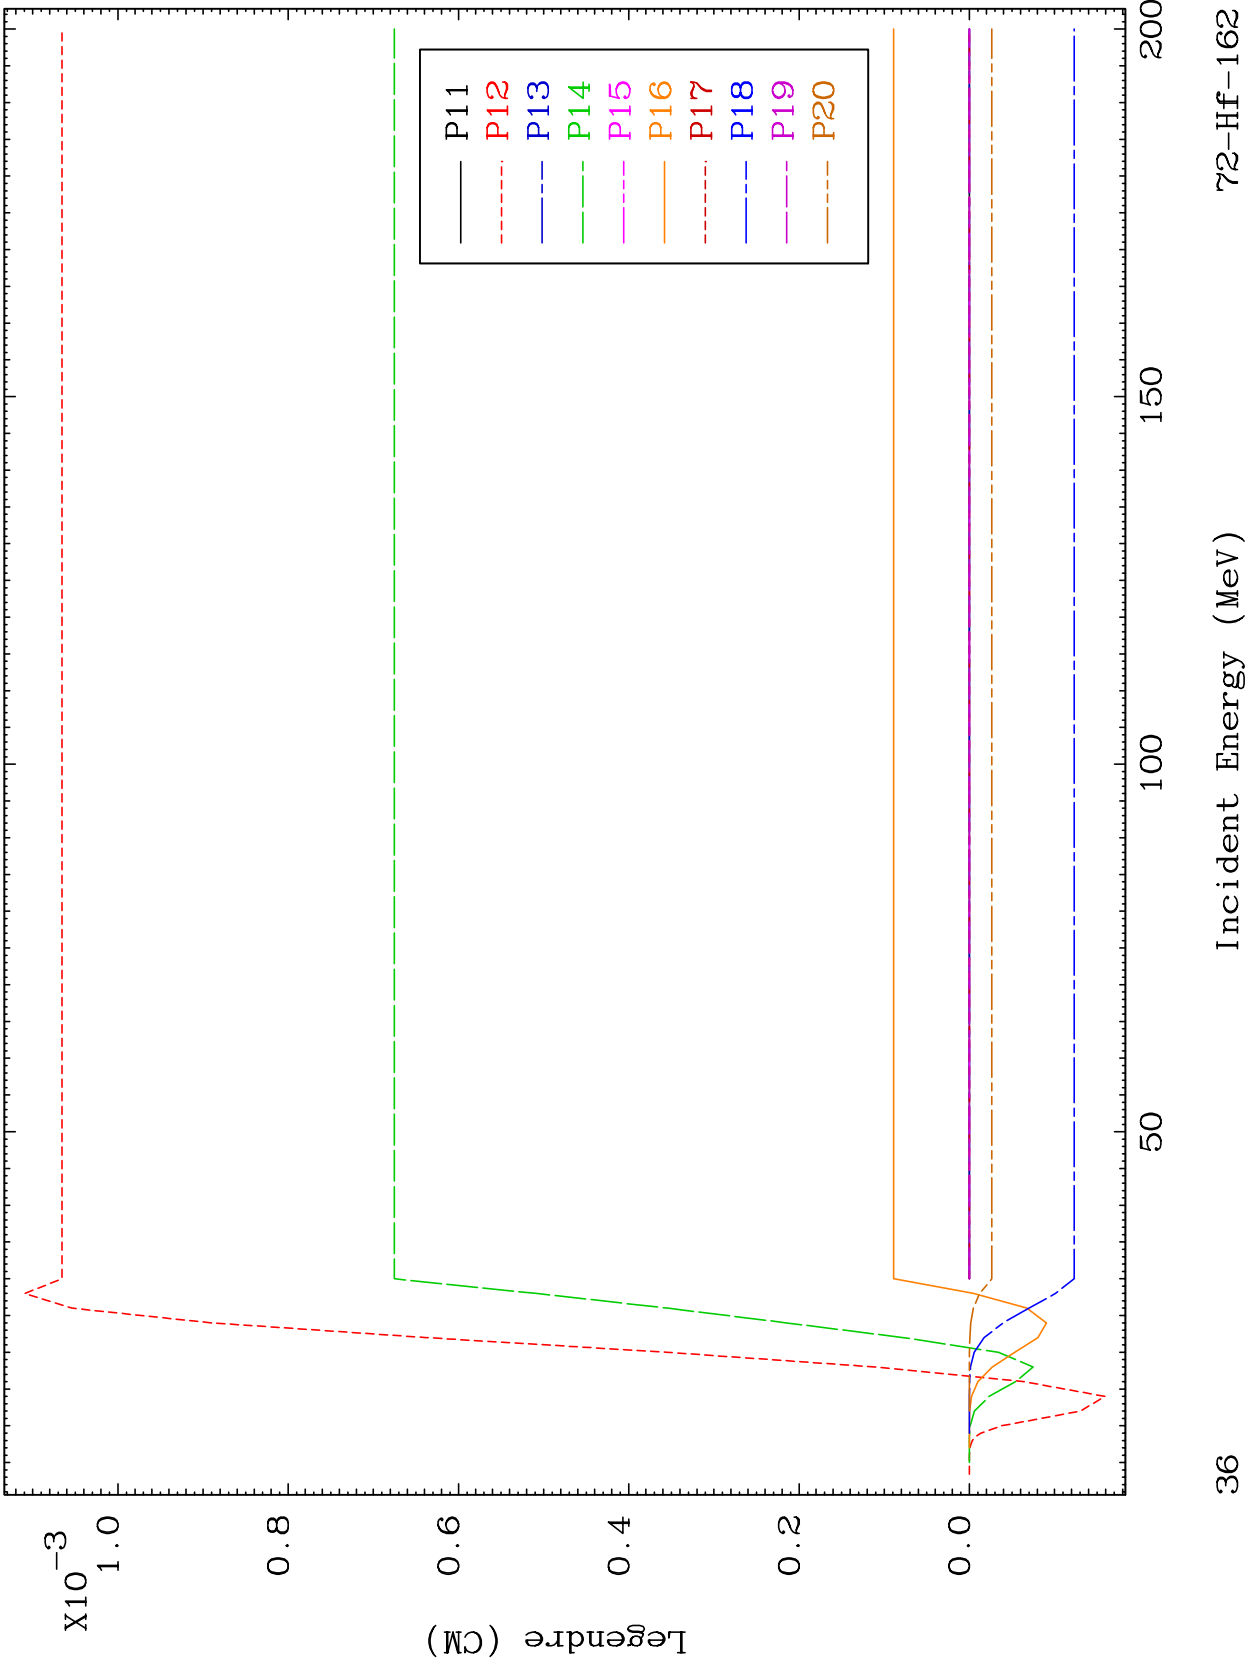 X10-3
1.0
0.8
0.6
0.4
0.2
0.0
Legendre (CM)
P11
P12
P13
P14
P15
P16
P17
P18
P19
P20
50
100
150
200
36
Incident Energy (MeV)
72-Hf-162